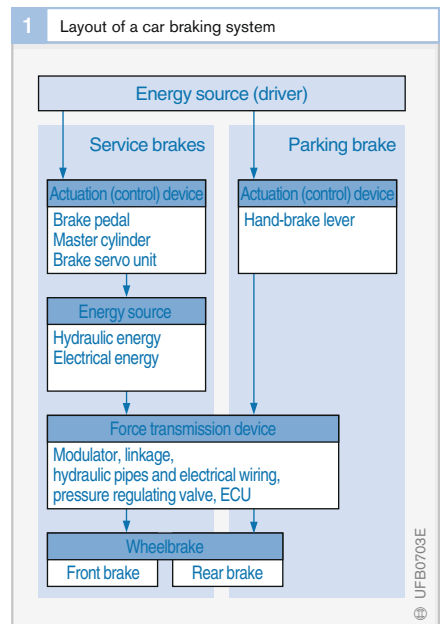 1 Layout of a car braking system
Energy source (driver)
Service brakes
Parking brake
Actuation (control) device
Brake pedal
Master cylinder
Brake servo unit
Actuation (control) device
Hand-brake lever
Energy source
Hydraulic energy
Electrical energy
Force transmission device
Modulator, linkage,
hydraulic pipes and electrical wiring,
pressure regulating valve, ECU
Wheelbrake
Front brake
Rear brake
© UFB0703E